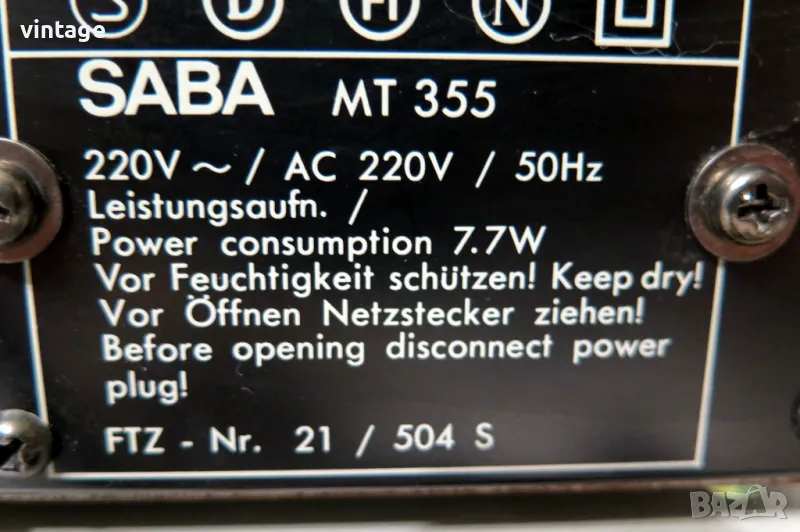 vintage
S D FI N
SABA MT 355
220V ~ / AC 220V / 50Hz
Leistungsaufn. /
Power consumption 7.7W
Vor Feuchtigkeit schützen! Keep dry!
Vor Öffnen Netzstecker ziehen!
Before opening disconnect power
plug!
FTZ - Nr. 21 / 504 S
BAZAR